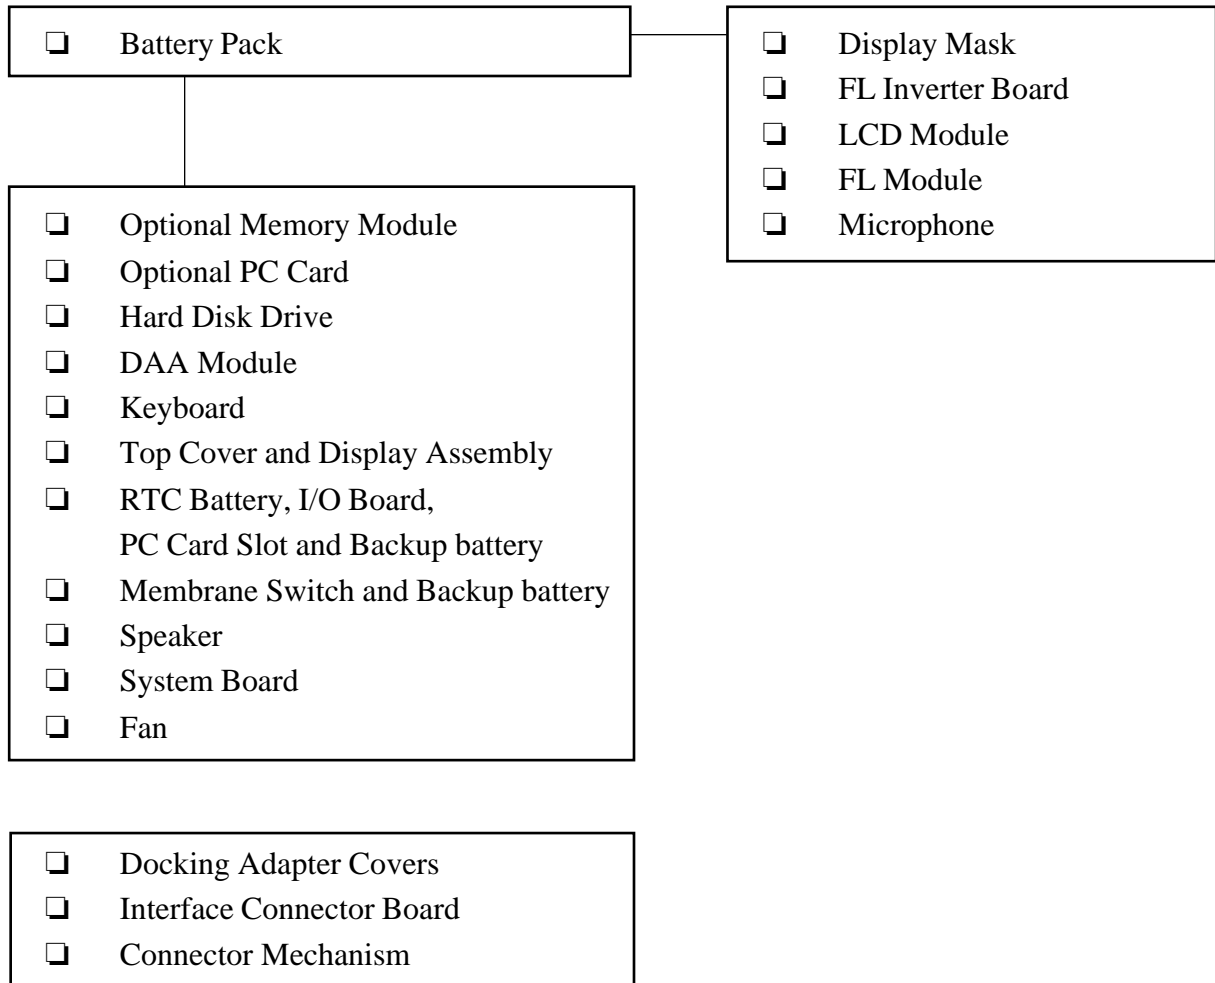 ❏ Battery Pack
❏ Display Mask
❏ FL Inverter Board
❏ LCD Module
❏ FL Module
❏ Microphone
❏ Optional Memory Module
❏ Optional PC Card
❏ Hard Disk Drive
❏ DAA Module
❏ Keyboard
❏ Top Cover and Display Assembly
❏ RTC Battery, I/O Board,
PC Card Slot and Backup battery
❏ Membrane Switch and Backup battery
❏ Speaker
❏ System Board
❏ Fan
❏ Docking Adapter Covers
❏ Interface Connector Board
❏ Connector Mechanism